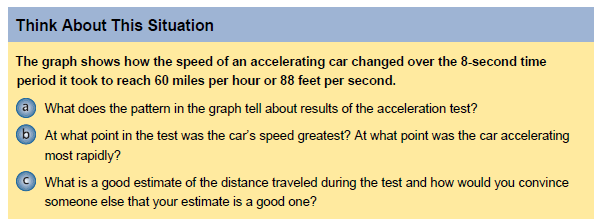 Think About This Situation
The graph shows how the speed of an accelerating car changed over the 8-second time
period it took to reach 60 miles per hour or 88 feet per second.
a What does the pattern in the graph tell about results of the acceleration test?
b At what point in the test was the car's speed greatest? At what point was the car accelerating
most rapidly?
c What is a good estimate of the distance traveled during the test and how would you convince
someone else that your estimate is a good one?